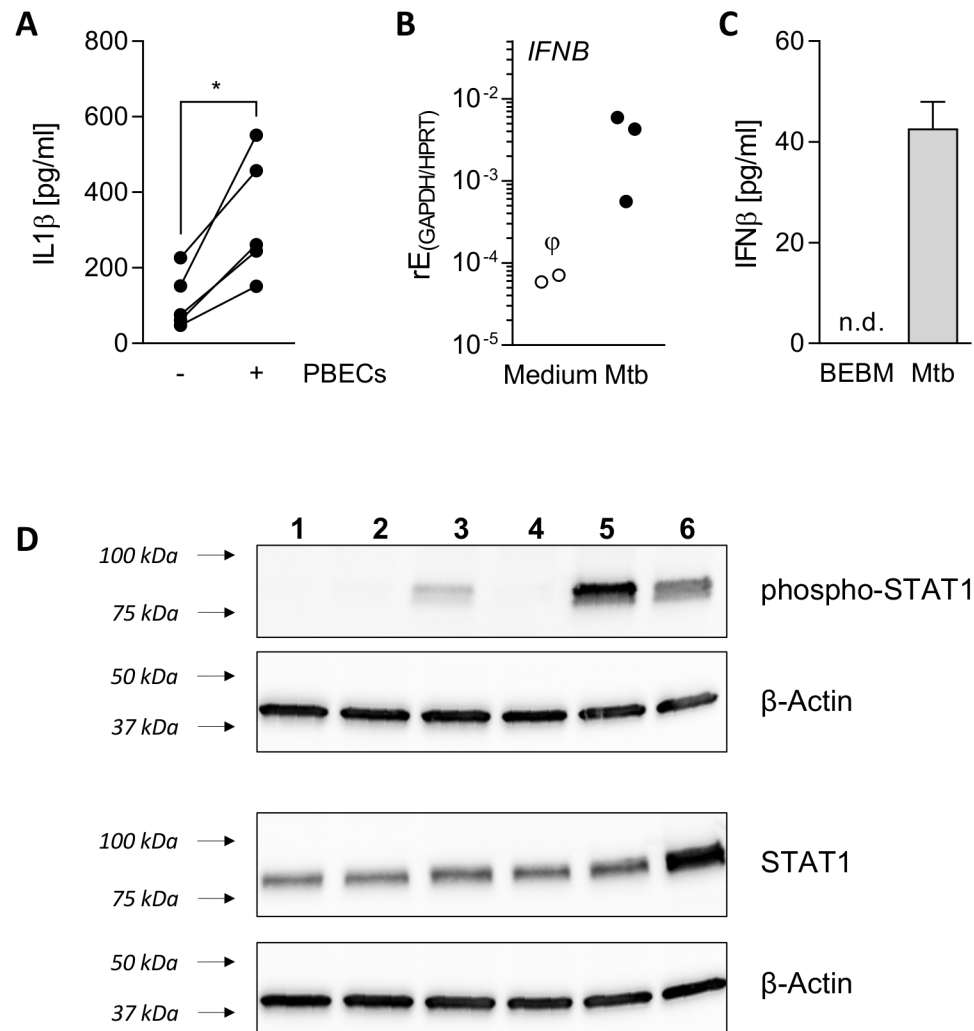 A
800
600
400
200
0
IL1β [pg/ml]
*
- + PBECs
B
IFNB
10-2
10-3
10-4
10-5
rE(GAPDH/HPRT)
φ
Medium Mtb
C
60
40
20
0
IFNβ [pg/ml]
n.d.
BEBM Mtb
D
1 2 3 4 5 6
100 kDa
75 kDa
phospho-STAT1
50 kDa
37 kDa
β-Actin
100 kDa
75 kDa
STAT1
50 kDa
37 kDa
β-Actin